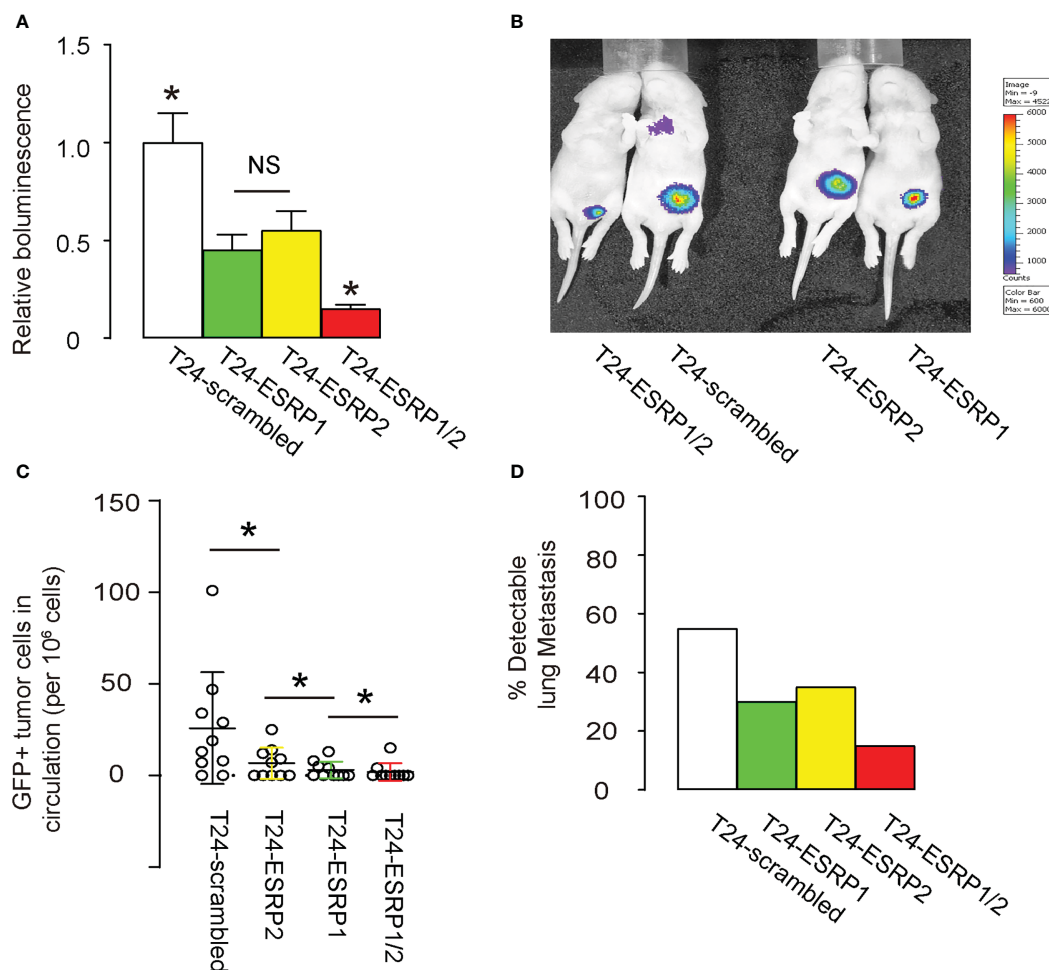 A
Relative boluminescence
1.5
1.0
0.5
0
*
NS
*
T24-scrambled
T24-ESRP1
T24-ESRP2
T24-ESRP1/2
B
Image
Min = -9
Max = 4522
6000
5000
4000
3000
2000
1000
Counts
Color Bar
Min = 600
Max = 6000
T24-ESRP1/2
T24-scrambled
T24-ESRP2
T24-ESRP1
C
GFP+ tumor cells in
circulation (per 10⁶ cells)
150
100
50
0
*
*
*
T24-scrambled
T24-ESRP2
T24-ESRP1
T24-ESRP1/2
D
% Detectable
lung Metastasis
100
80
60
40
20
0
T24-scrambled
T24-ESRP1
T24-ESRP2
T24-ESRP1/2